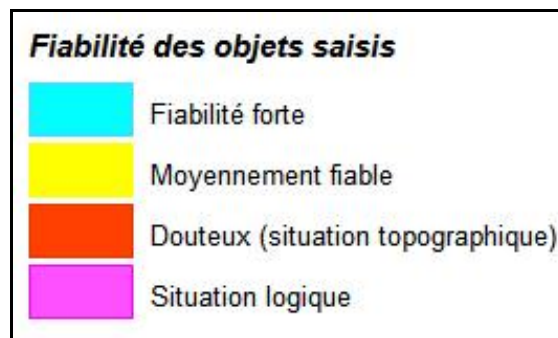 Fiabilité des objets saisis
Fiabilité forte
Moyennement fiable
Douteux (situation topographique)
Situation logique